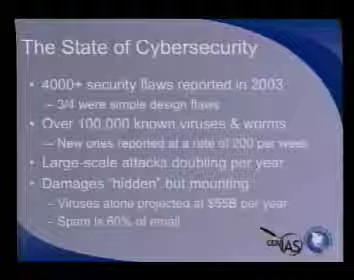 The State of Cybersecurity
• 4000+ security flaws reported in 2003
– 3/4 were simple design flaws
• Over 100,000 known viruses & worms
– New ones reported at a rate of 200 per week
• Large-scale attacks doubling per year
• Damages "hidden" but mounting
– Viruses alone projected at $55B per year
– Spam is 60% of email